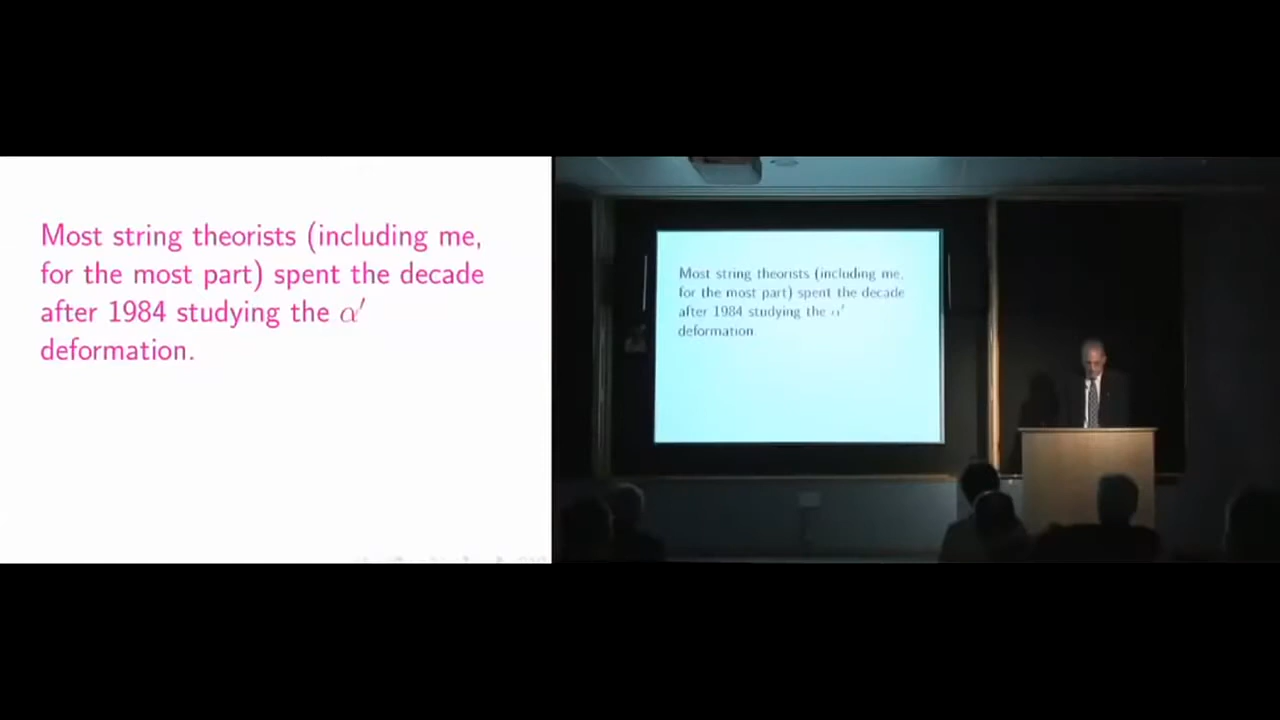 Most string theorists (including me,
for the most part) spent the decade
after 1984 studying the α′
deformation.
Most string theorists (including me,
for the most part) spent the decade
after 1984 studying the α′
deformation